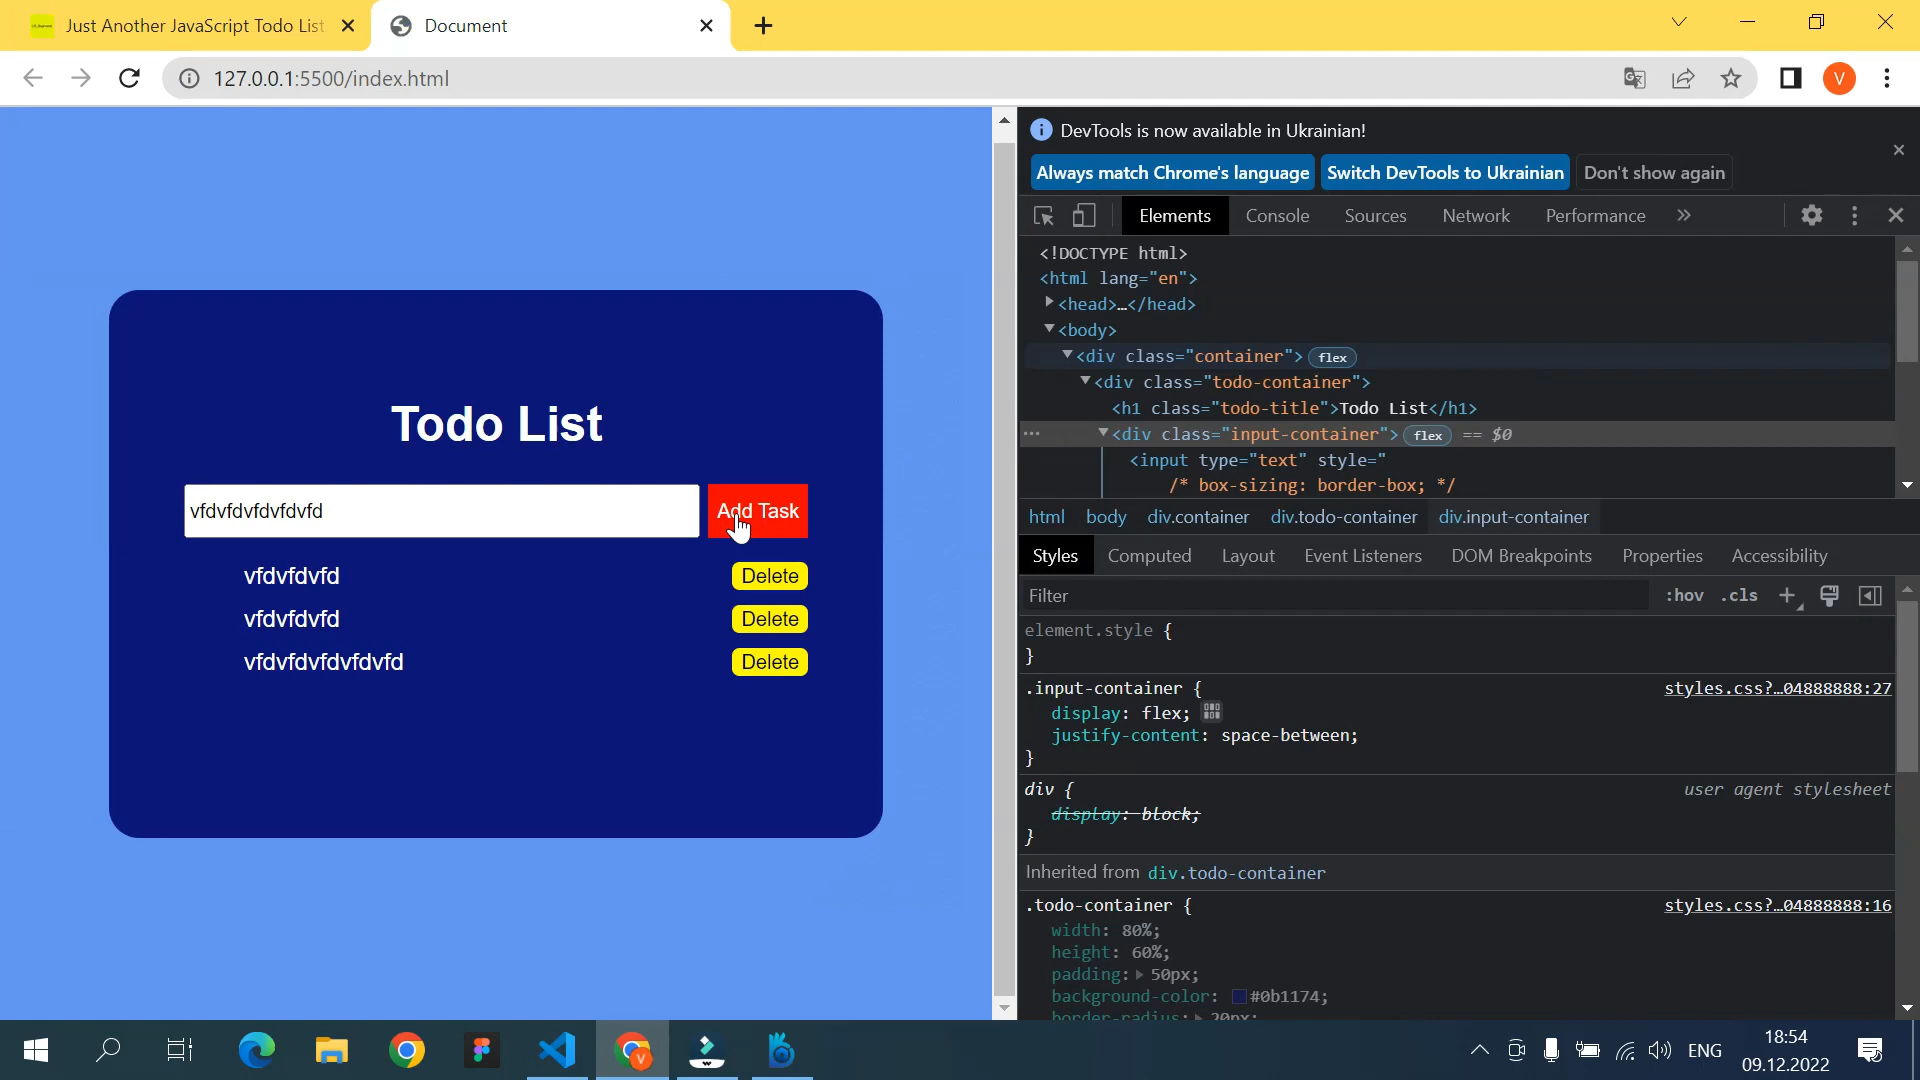 Just Another JavaScript Todo List
Document
127.0.0.1:5500/index.html
V
Todo List
vfdvfdvfdvfdvfd
Add Task
vfdvfdvfd
Delete
vfdvfdvfd
Delete
vfdvfdvfdvfdvfd
Delete
DevTools is now available in Ukrainian!
Always match Chrome's language
Switch DevTools to Ukrainian
Don't show again
Elements
Console
Sources
Network
Performance
<!DOCTYPE html>
<html lang="en">
<head>…</head>
<body>
<div class="container"> flex
<div class="todo-container">
<h1 class="todo-title">Todo List</h1>
<div class="input-container"> flex == $0
<input type="text" style="
/* box-sizing: border-box; */
html body div.container div.todo-container div.input-container
Styles
Computed
Layout
Event Listeners
DOM Breakpoints
Properties
Accessibility
Filter
:hov .cls
element.style {
}
.input-container {
styles.css?…04888888:27
display: flex;
justify-content: space-between;
}
div {
user agent stylesheet
display: block;
}
Inherited from div.todo-container
.todo-container {
styles.css?…04888888:16
width: 80%;
height: 60%;
padding: 50px;
background-color: #0b1174;
border-radius: 20px;
V
ENG
18:54
09.12.2022